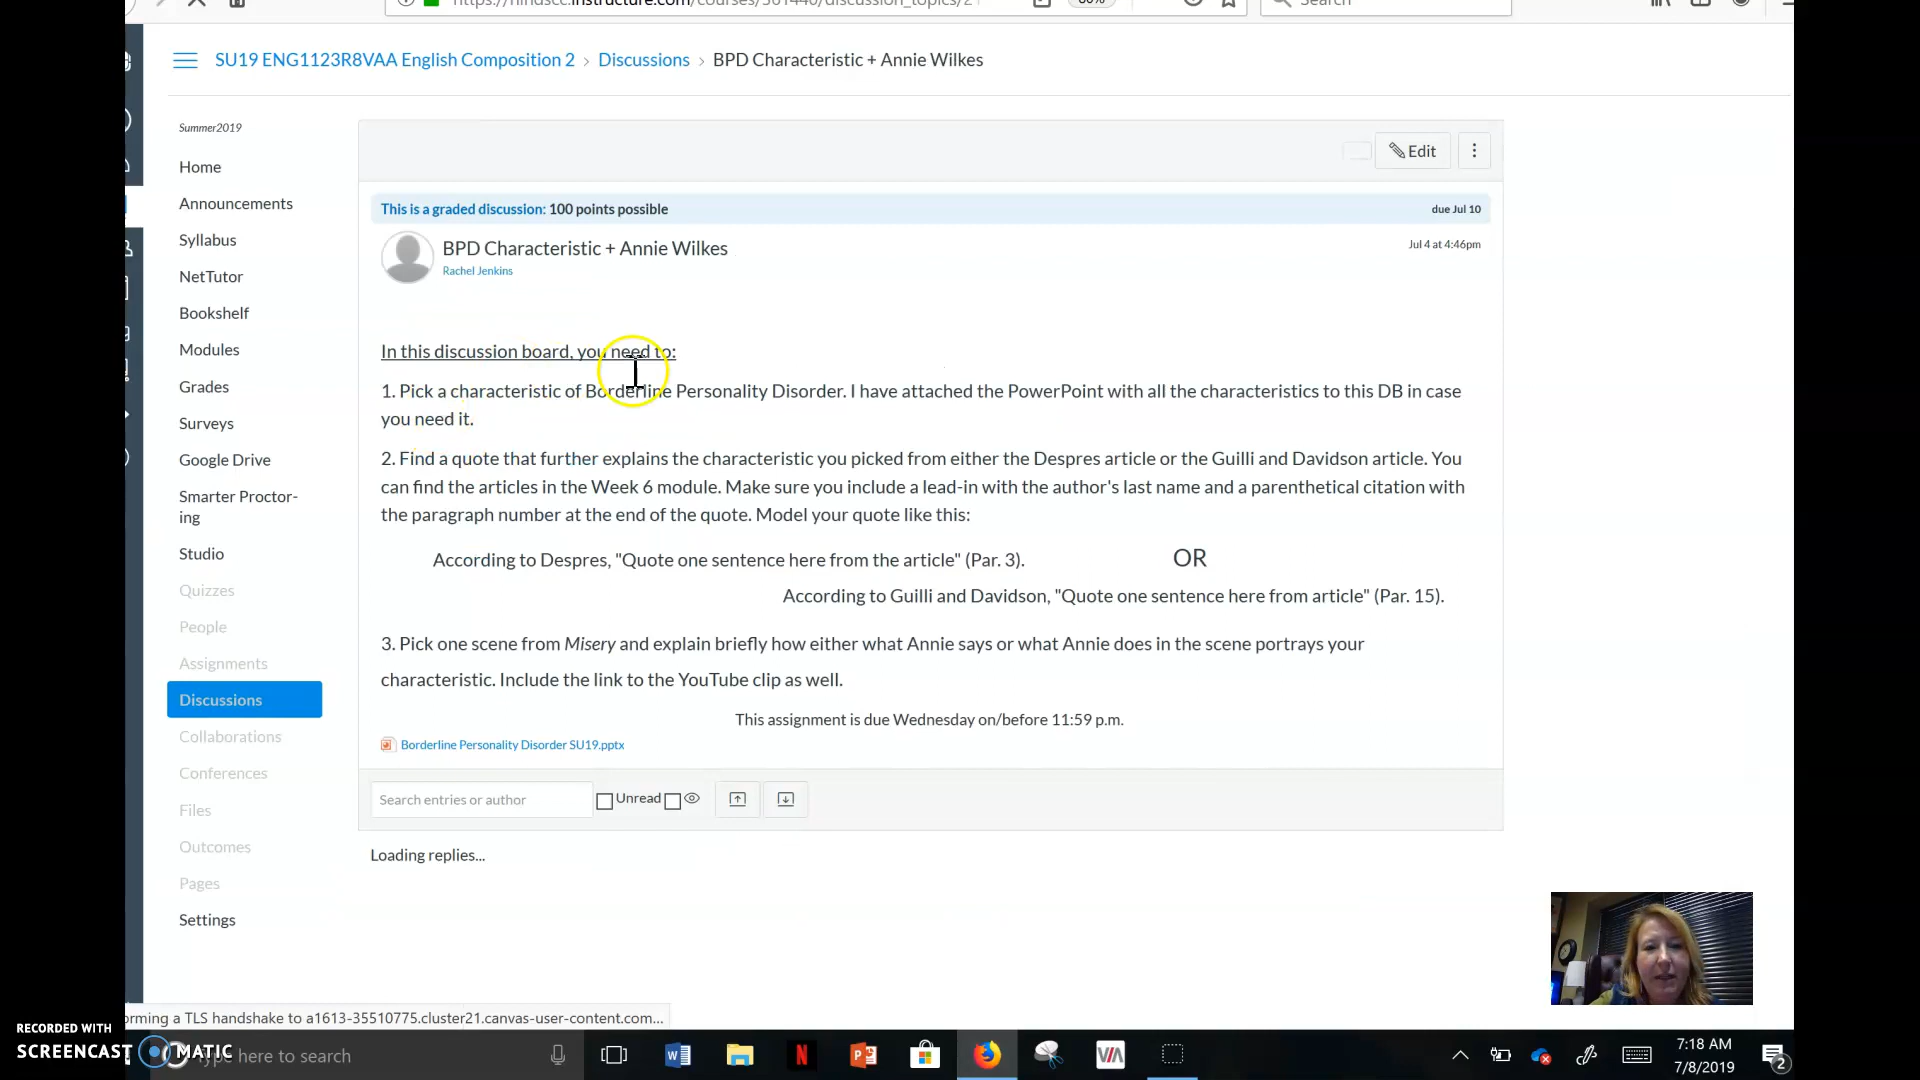 https://hindscc.instructure.com/courses/561440/discussion_topics/2
Search
SU19 ENG1123R8VAA English Composition 2 › Discussions › BPD Characteristic + Annie Wilkes
Summer2019
Home
Announcements
Syllabus
NetTutor
Bookshelf
Modules
Grades
Surveys
Google Drive
Smarter Proctor-
ing
Studio
Quizzes
People
Assignments
Discussions
Collaborations
Conferences
Files
Outcomes
Pages
Settings
Edit
This is a graded discussion: 100 points possible
due Jul 10
BPD Characteristic + Annie Wilkes
Rachel Jenkins
Jul 4 at 4:46pm
In this discussion board, you need to:
1. Pick a characteristic of Borderline Personality Disorder. I have attached the PowerPoint with all the characteristics to this DB in case
you need it.
2. Find a quote that further explains the characteristic you picked from either the Despres article or the Guilli and Davidson article. You
can find the articles in the Week 6 module. Make sure you include a lead-in with the author's last name and a parenthetical citation with
the paragraph number at the end of the quote. Model your quote like this:
According to Despres, "Quote one sentence here from the article" (Par. 3). OR
According to Guilli and Davidson, "Quote one sentence here from article" (Par. 15).
3. Pick one scene from Misery and explain briefly how either what Annie says or what Annie does in the scene portrays your
characteristic. Include the link to the YouTube clip as well.
This assignment is due Wednesday on/before 11:59 p.m.
Borderline Personality Disorder SU19.pptx
Search entries or author
Unread
Loading replies...
orming a TLS handshake to a1613-35510775.cluster21.canvas-user-content.com...
RECORDED WITH
SCREENCAST MATIC
ype here to search
VIA
7:18 AM
7/8/2019
2